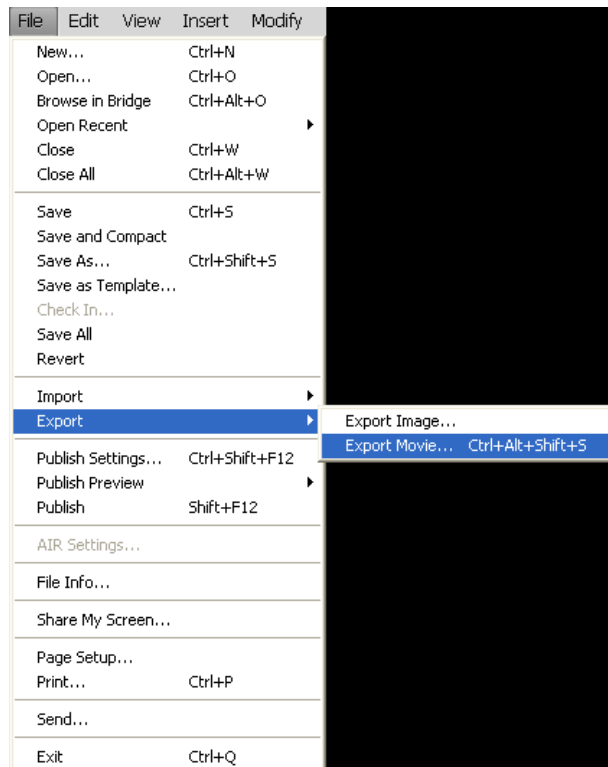 File Edit View Insert Modify
New... Ctrl+N
Open... Ctrl+O
Browse in Bridge Ctrl+Alt+O
Open Recent
Close Ctrl+W
Close All Ctrl+Alt+W
Save Ctrl+S
Save and Compact
Save As... Ctrl+Shift+S
Save as Template...
Check In...
Save All
Revert
Import
Export
Export Image...
Export Movie... Ctrl+Alt+Shift+S
Publish Settings... Ctrl+Shift+F12
Publish Preview
Publish Shift+F12
AIR Settings...
File Info...
Share My Screen...
Page Setup...
Print... Ctrl+P
Send...
Exit Ctrl+Q